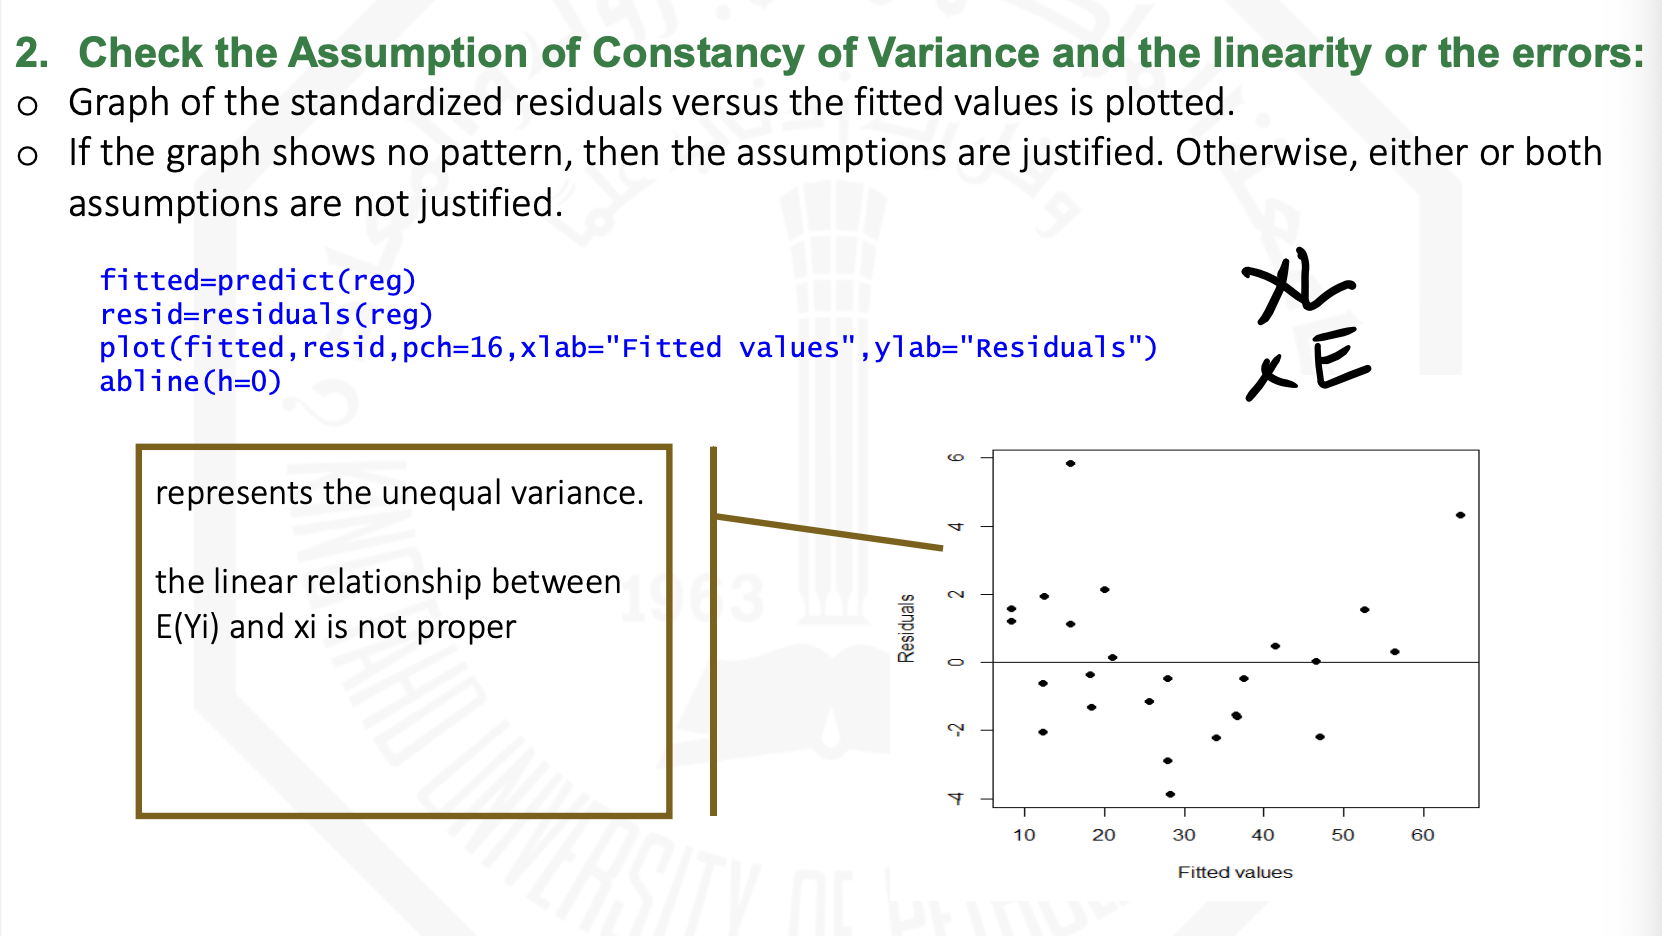 2. Check the Assumption of Constancy of Variance and the linearity or the errors:
o Graph of the standardized residuals versus the fitted values is plotted.
o If the graph shows no pattern, then the assumptions are justified. Otherwise, either or both
assumptions are not justified.
fitted=predict(reg)
resid=residuals(reg)
plot(fitted,resid,pch=16,xlab="Fitted values",ylab="Residuals")
abline(h=0)
XL
x E
represents the unequal variance.
the linear relationship between
E(Yi) and xi is not proper
1963
Residuals
6
4
2
0
-2
-4
10 20 30 40 50 60
Fitted values
KING FAHD UNIVERSITY OF